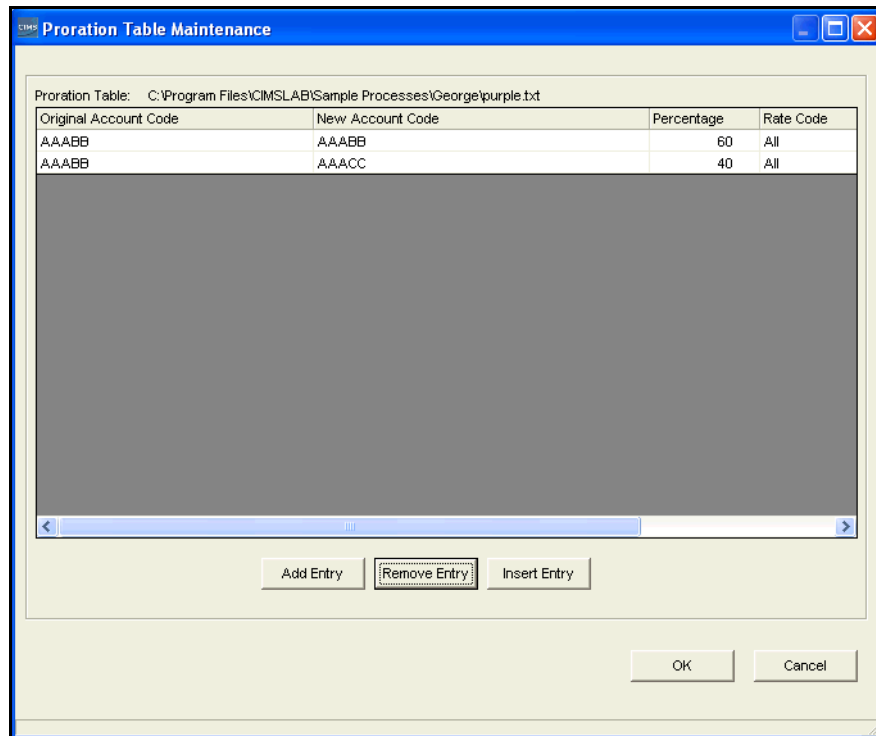 CIMS Proration Table Maintenance
Proration Table: C:\Program Files\CIMSLAB\Sample Processes\George\purple.txt
Original Account Code New Account Code Percentage Rate Code
AAABB AAABB 60 All
AAABB AAACC 40 All
Add Entry Remove Entry Insert Entry
OK Cancel